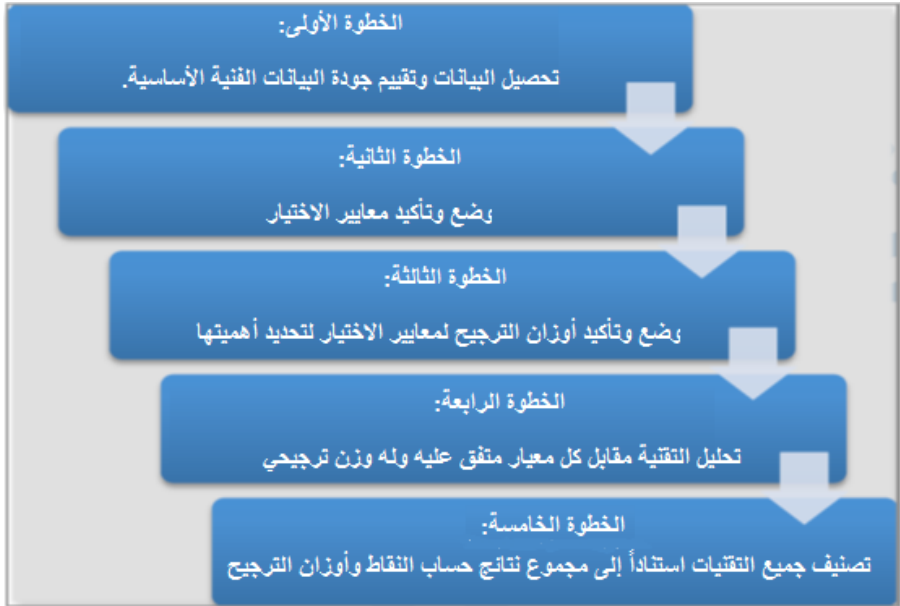 الخطوة الأولى:
تحصيل البيانات وتقييم جودة البيانات الفنية الأساسية.
الخطوة الثانية:
وضع وتأكيد معايير الاختيار
الخطوة الثالثة:
وضع وتأكيد أوزان الترجيح لمعايير الاختيار لتحديد أهميتها
الخطوة الرابعة:
تحليل التقنية مقابل كل معيار متفق عليه وله وزن ترجيحي
الخطوة الخامسة:
تصنيف جميع التقنيات استناداً إلى مجموع نتائج حساب النقاط وأوزان الترجيح